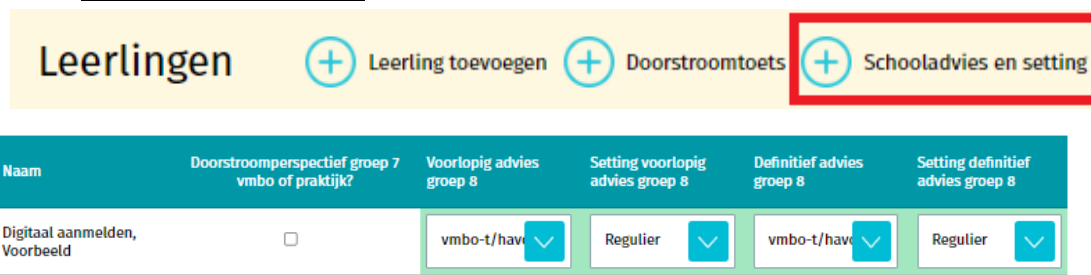 Leerlingen Leerling toevoegen Doorstroomtoets Schooladvies en setting
Naam Doorstroomperspectief groep 7 vmbo of praktijk? Voorlopig advies groep 8 Setting voorlopig advies groep 8 Definitief advies groep 8 Setting definitief advies groep 8
Digitaal aanmelden, Voorbeeld vmbo-t/hav Regulier vmbo-t/hav Regulier